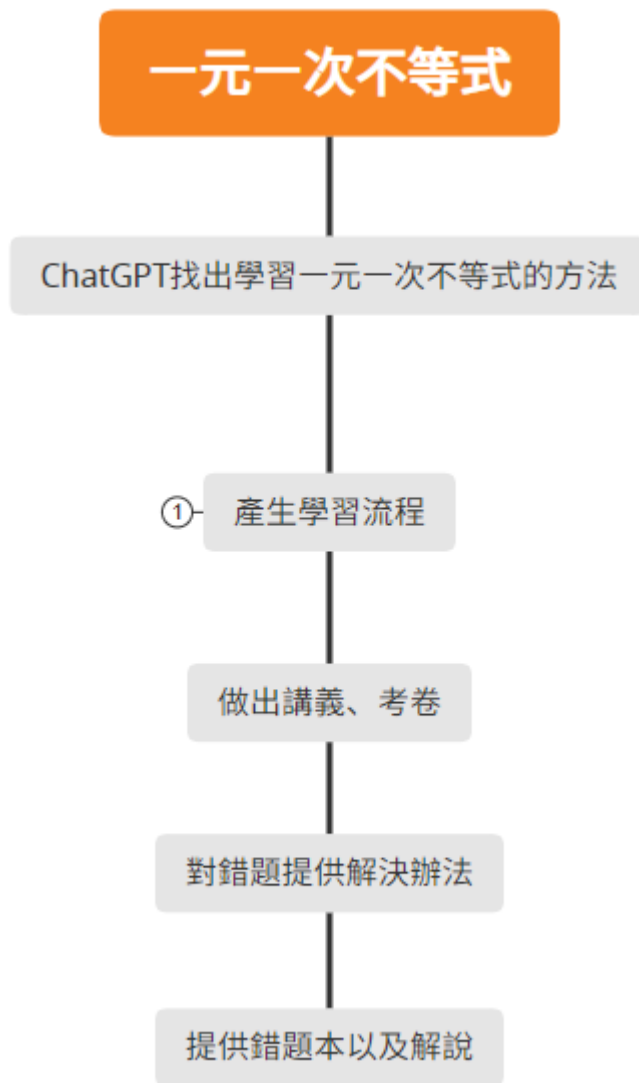 一元一次不等式
ChatGPT找出學習一元一次不等式的方法
1
產生學習流程
做出講義、考卷
對錯題提供解決辦法
提供錯題本以及解說